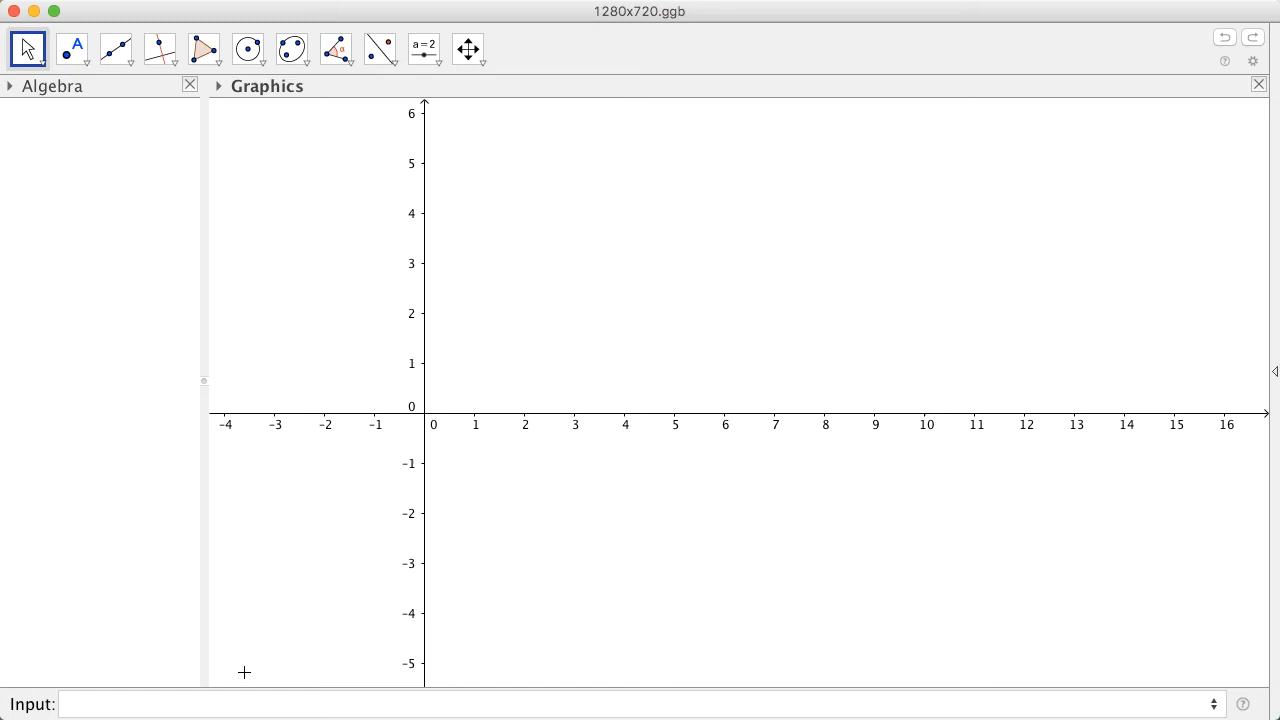 1280x720.ggb
A
α
a=2
Algebra
Graphics
6
5
4
3
2
1
0
-4 -3 -2 -1 0 1 2 3 4 5 6 7 8 9 10 11 12 13 14 15 16
-1
-2
-3
-4
-5
Input: